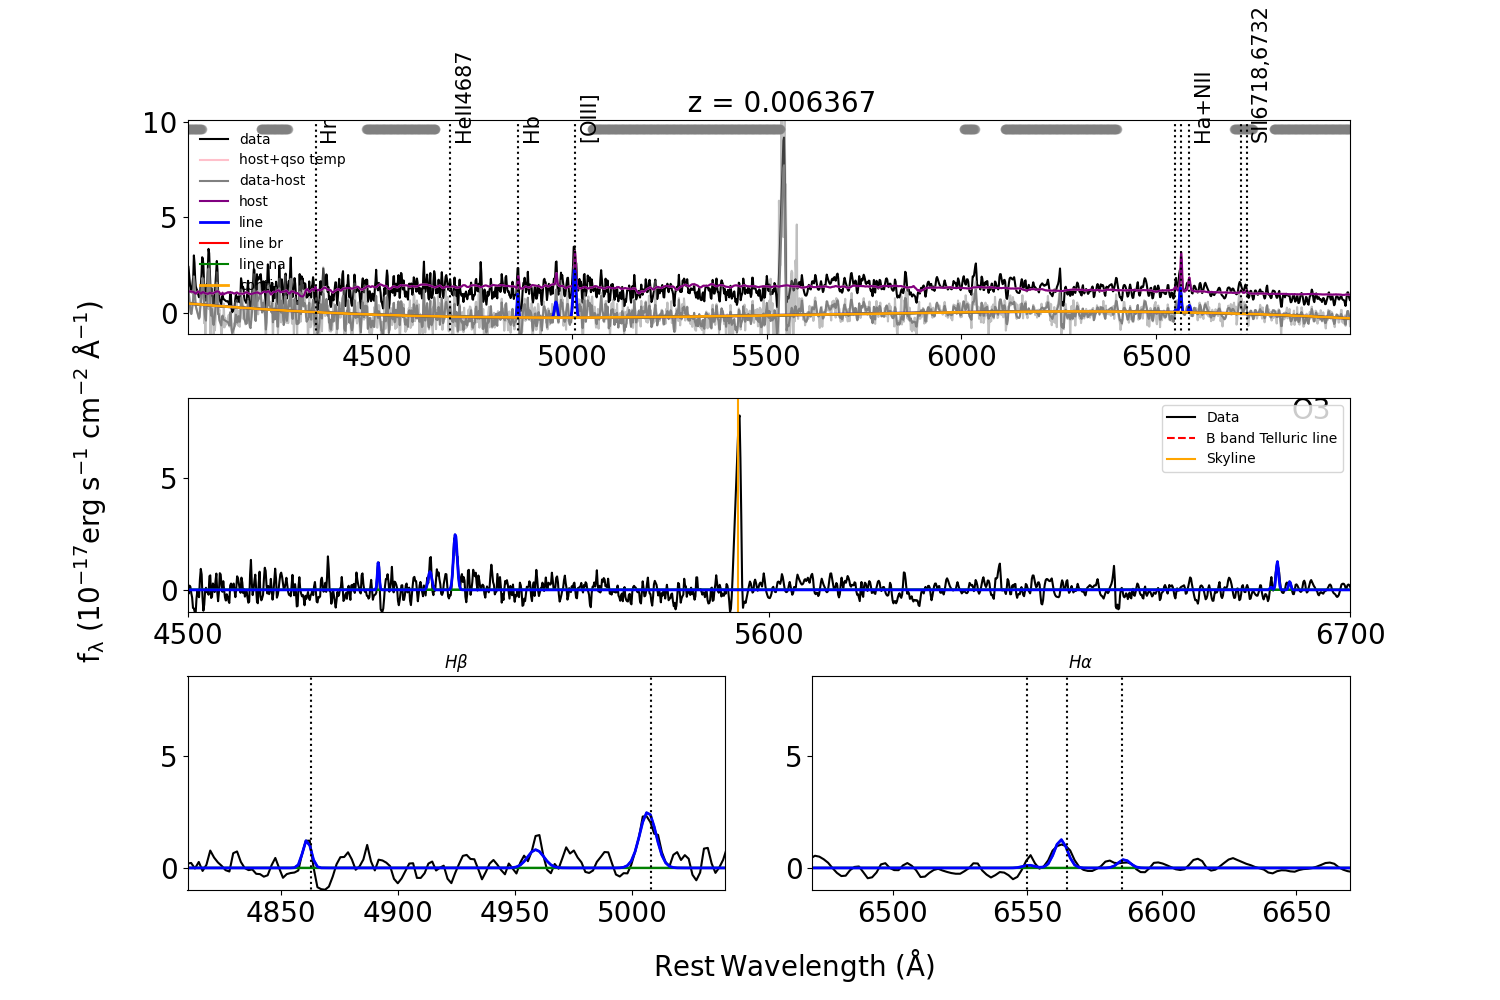 z = 0.006367
Hr
HeII4687
Hb
[OIII]
Ha+NII
SII6718,6732
data
host+qso temp
data-host
host
line
line br
line na
10
5
0
4500 5000 5500 6000 6500
O3
Data
B band Telluric line
Skyline
5
0
4500 5600 6700
fλ (10⁻¹⁷erg s⁻¹ cm⁻² Å⁻¹)
Hβ
5
0
4850 4900 4950 5000
Hα
5
0
6500 6550 6600 6650
Rest Wavelength (Å)